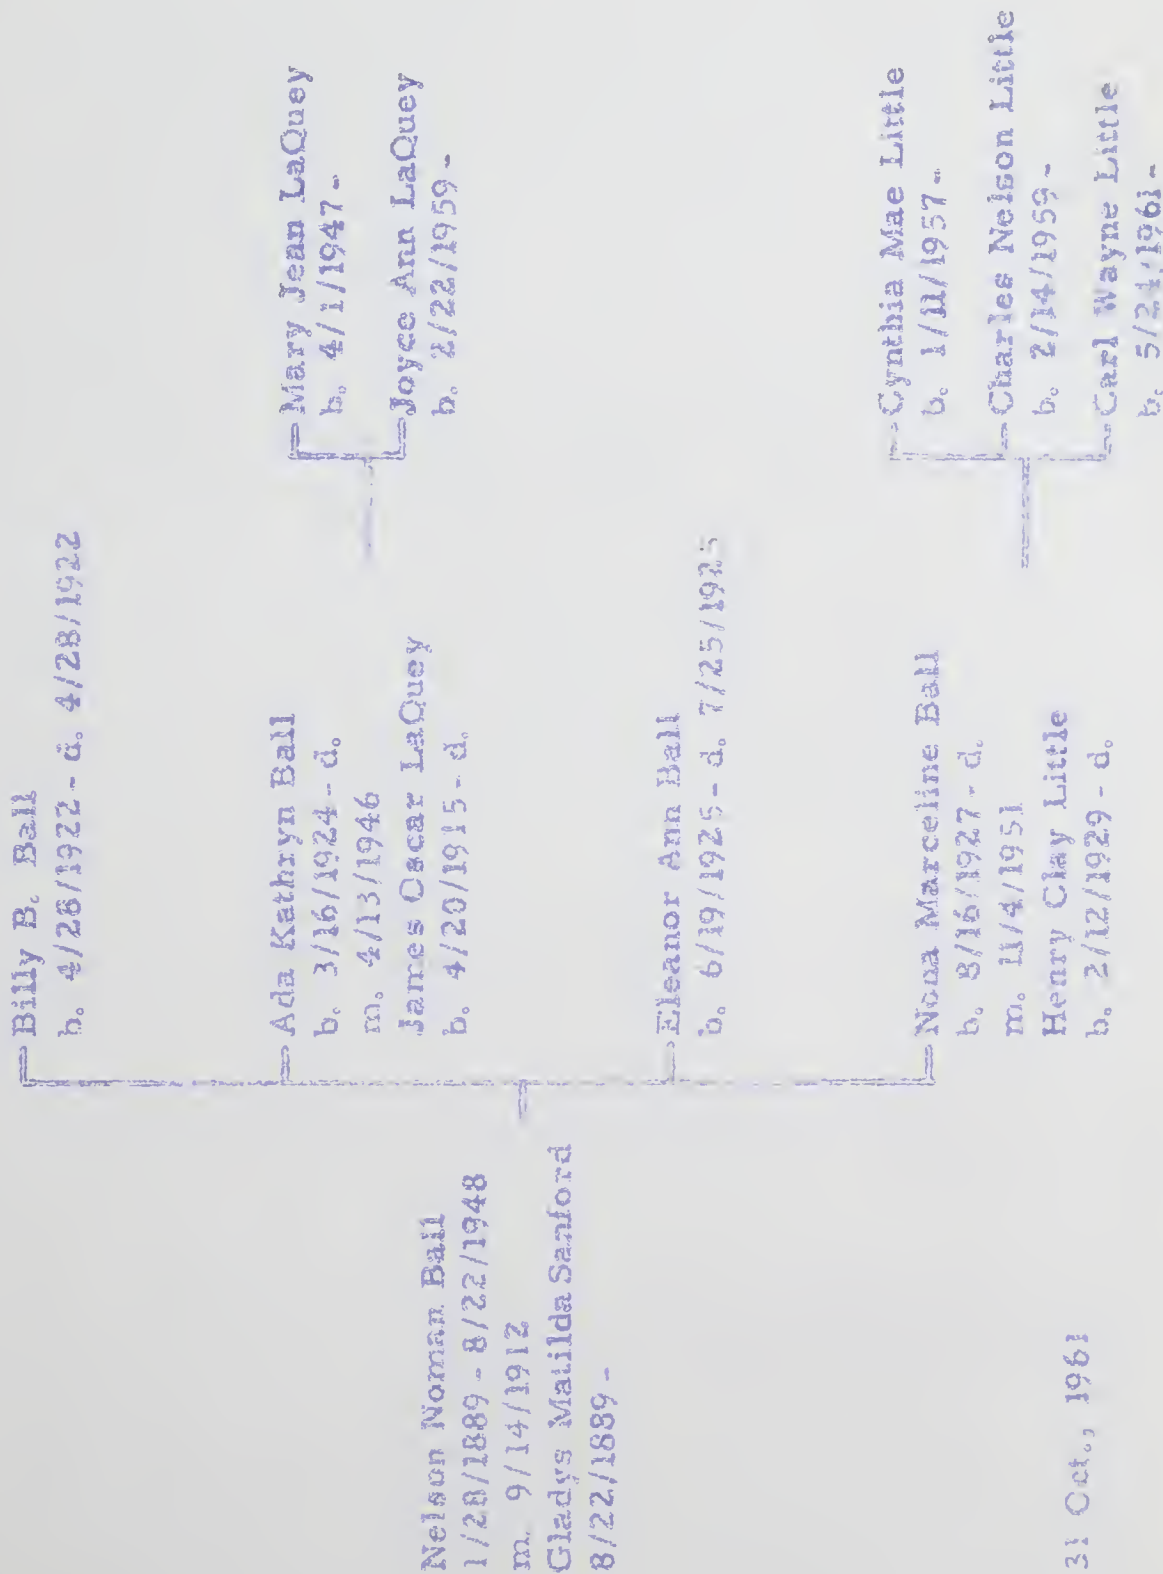 Nelson Noman Ball
1/28/1889 - 8/22/1948
m. 9/14/1912
Gladys Matilda Sanford
8/22/1889 -
Billy B. Ball
b. 4/28/1922 - d. 4/28/1922
Ada Kathryn Ball
b. 3/16/1924 - d.
m. 4/13/1946
James Oscar LaQuey
b. 4/20/1915 - d.
Eleanor Ann Ball
b. 6/19/1925 - d. 7/25/1925
Nona Marceline Ball
b. 8/16/1927 - d.
m. 11/4/1951
Henry Clay Little
b. 2/12/1929 - d.
Mary Jean LaQuey
b. 4/1/1947 -
Joyce Ann LaQuey
b. 2/22/1959 -
Cynthia Mae Little
b. 1/11/1957 -
Charles Nelson Little
b. 2/14/1959 -
Carl Wayne Little
b. 5/24/1961 -
31 Oct., 1961